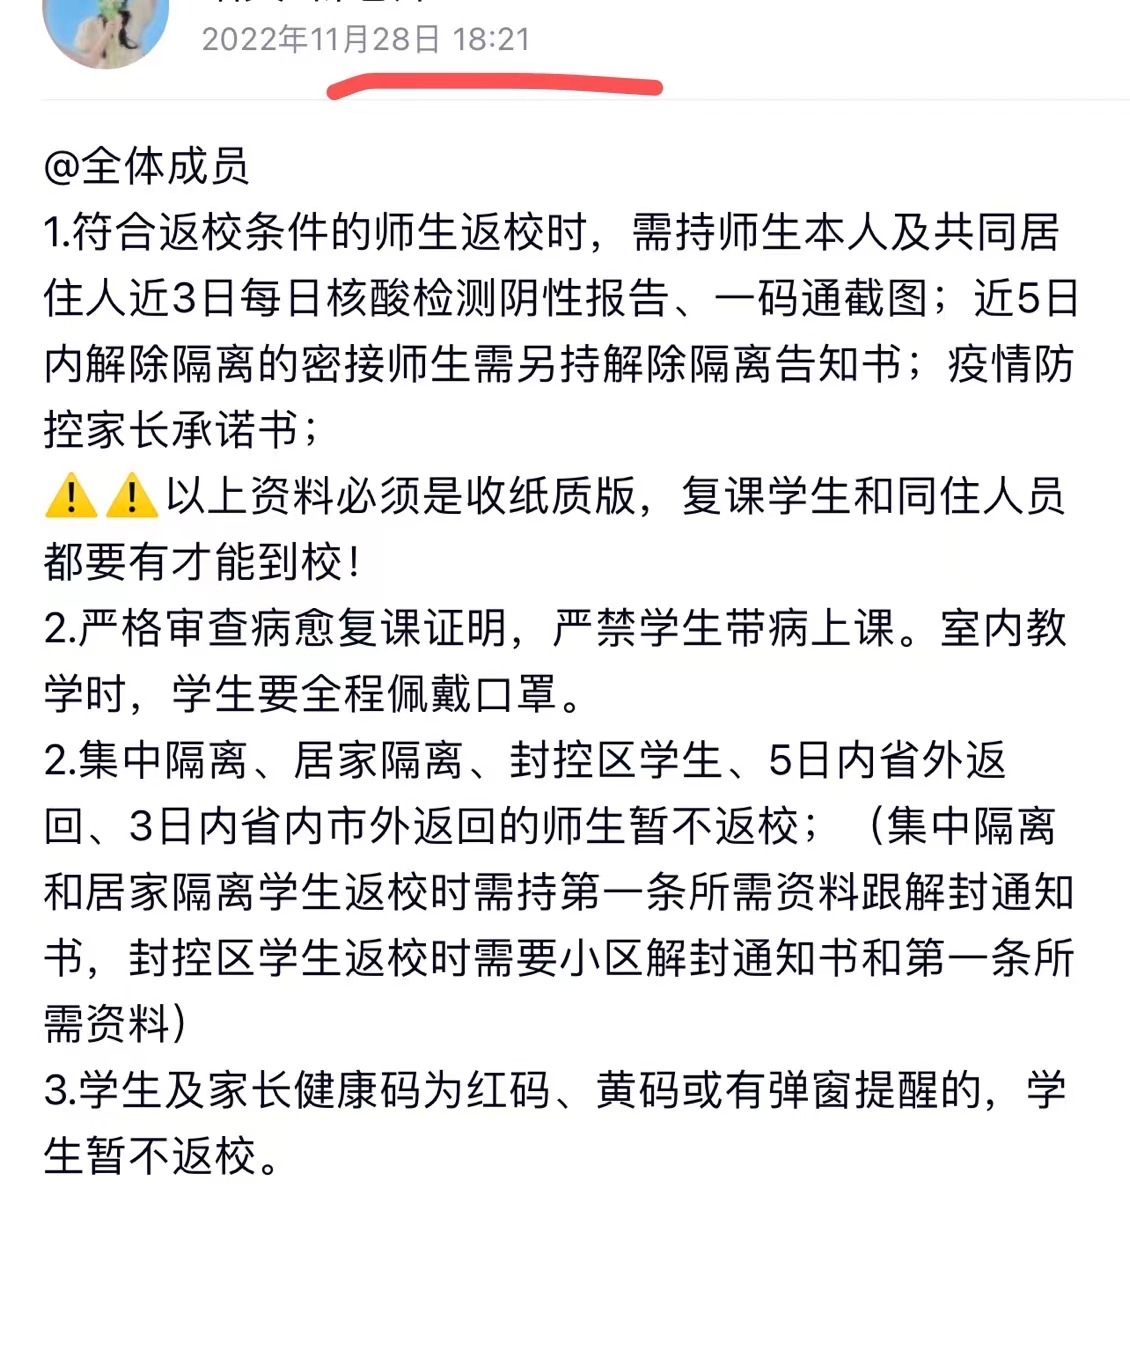 2022年11月28日 18:21
@全体成员
1.符合返校条件的师生返校时，需持师生本人及共同居
住人近3日每日核酸检测阴性报告、一码通截图；近5日
内解除隔离的密接师生需另持解除隔离告知书；疫情防
控家长承诺书；
⚠️⚠️以上资料必须是收纸质版，复课学生和同住人员
都要有才能到校！
2.严格审查病愈复课证明，严禁学生带病上课。室内教
学时，学生要全程佩戴口罩。
2.集中隔离、居家隔离、封控区学生、5日内省外返
回、3日内省内市外返回的师生暂不返校；（集中隔离
和居家隔离学生返校时需持第一条所需资料跟解封通知
书，封控区学生返校时需要小区解封通知书和第一条所
需资料）
3.学生及家长健康码为红码、黄码或有弹窗提醒的，学
生暂不返校。